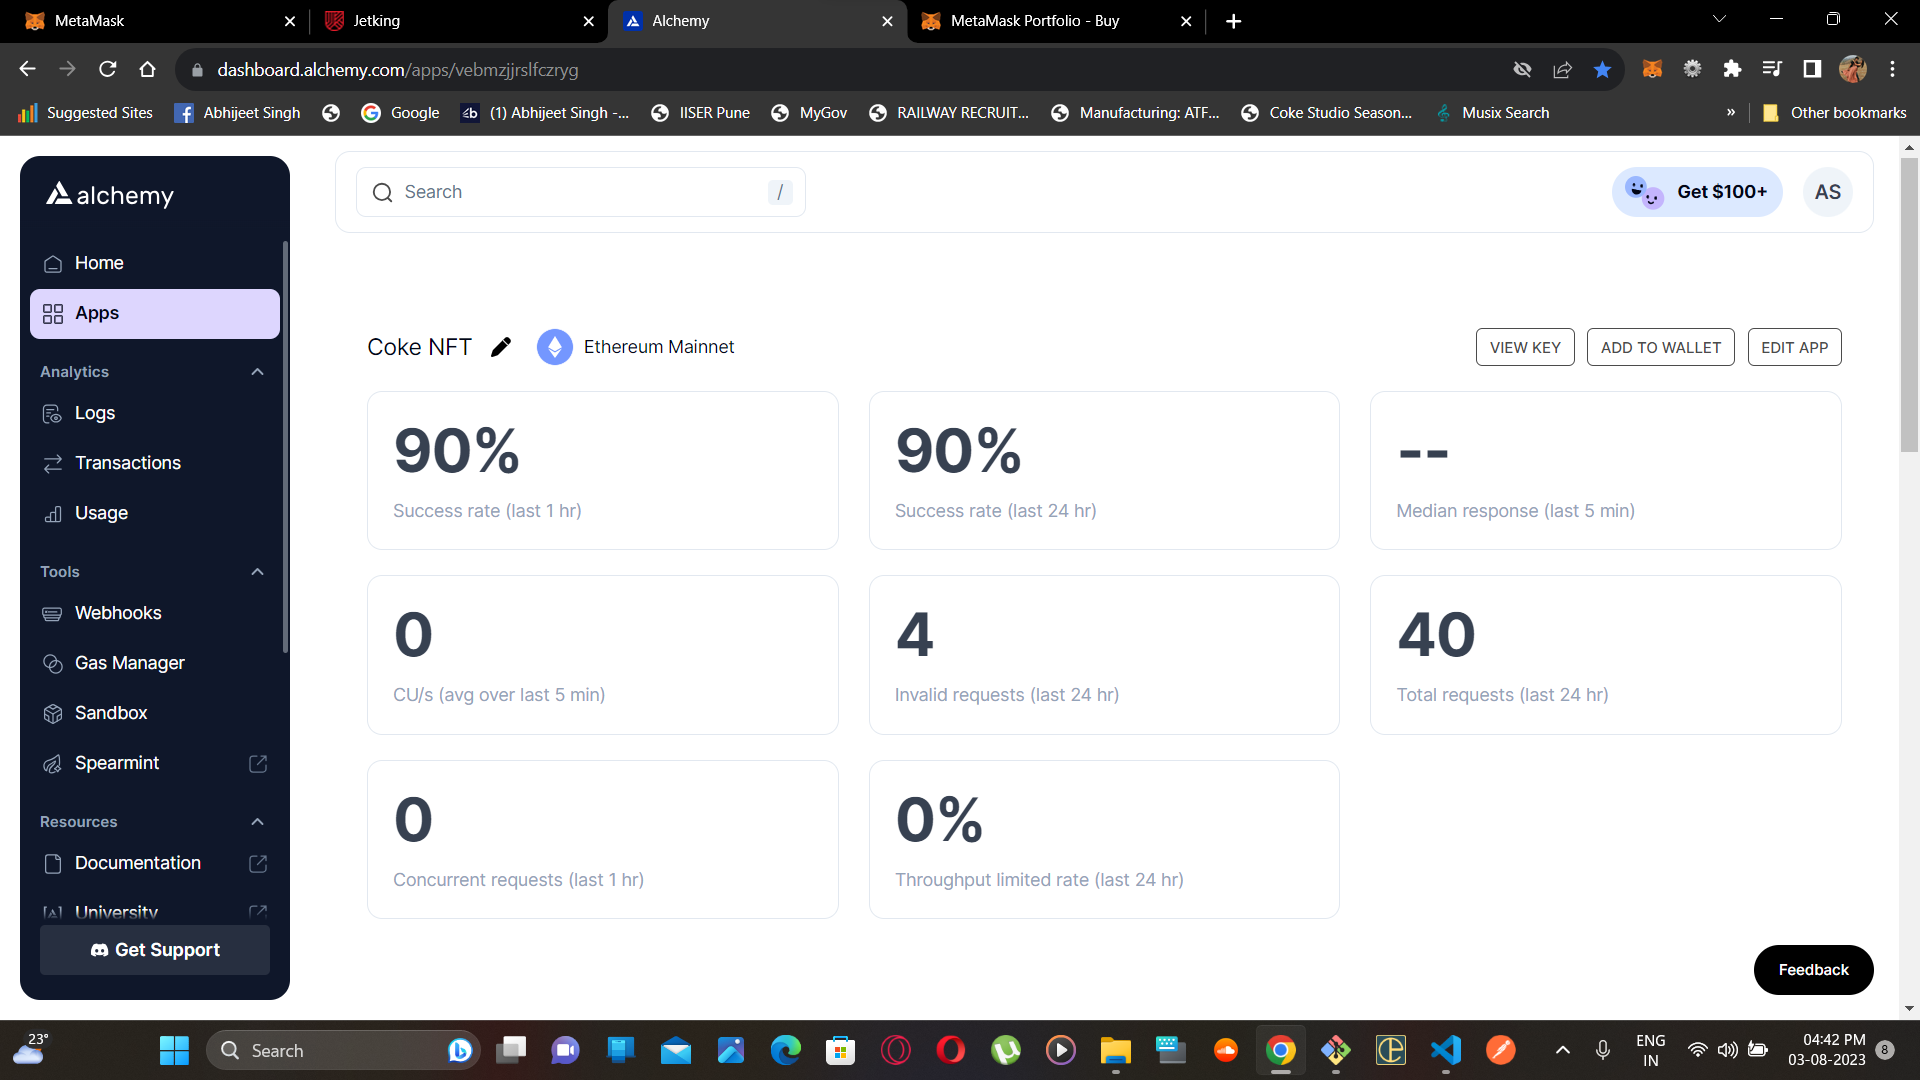 MetaMask
Jetking
Alchemy
MetaMask Portfolio - Buy
dashboard.alchemy.com/apps/vebmzjjrslfczryg
Suggested Sites
Abhijeet Singh
Google
(1) Abhijeet Singh -...
IISER Pune
MyGov
RAILWAY RECRUIT...
Manufacturing: ATF...
Coke Studio Season...
Musix Search
»
Other bookmarks
alchemy
Home
Apps
Analytics
Logs
Transactions
Usage
Tools
Webhooks
Gas Manager
Sandbox
Spearmint
Resources
Documentation
University
Get Support
Search
/
Get $100+
AS
Coke NFT
Ethereum Mainnet
VIEW KEY
ADD TO WALLET
EDIT APP
90%
Success rate (last 1 hr)
90%
Success rate (last 24 hr)
--
Median response (last 5 min)
0
CU/s (avg over last 5 min)
4
Invalid requests (last 24 hr)
40
Total requests (last 24 hr)
0
Concurrent requests (last 1 hr)
0%
Throughput limited rate (last 24 hr)
Feedback
23°
Search
ENG
IN
04:42 PM
03-08-2023
8